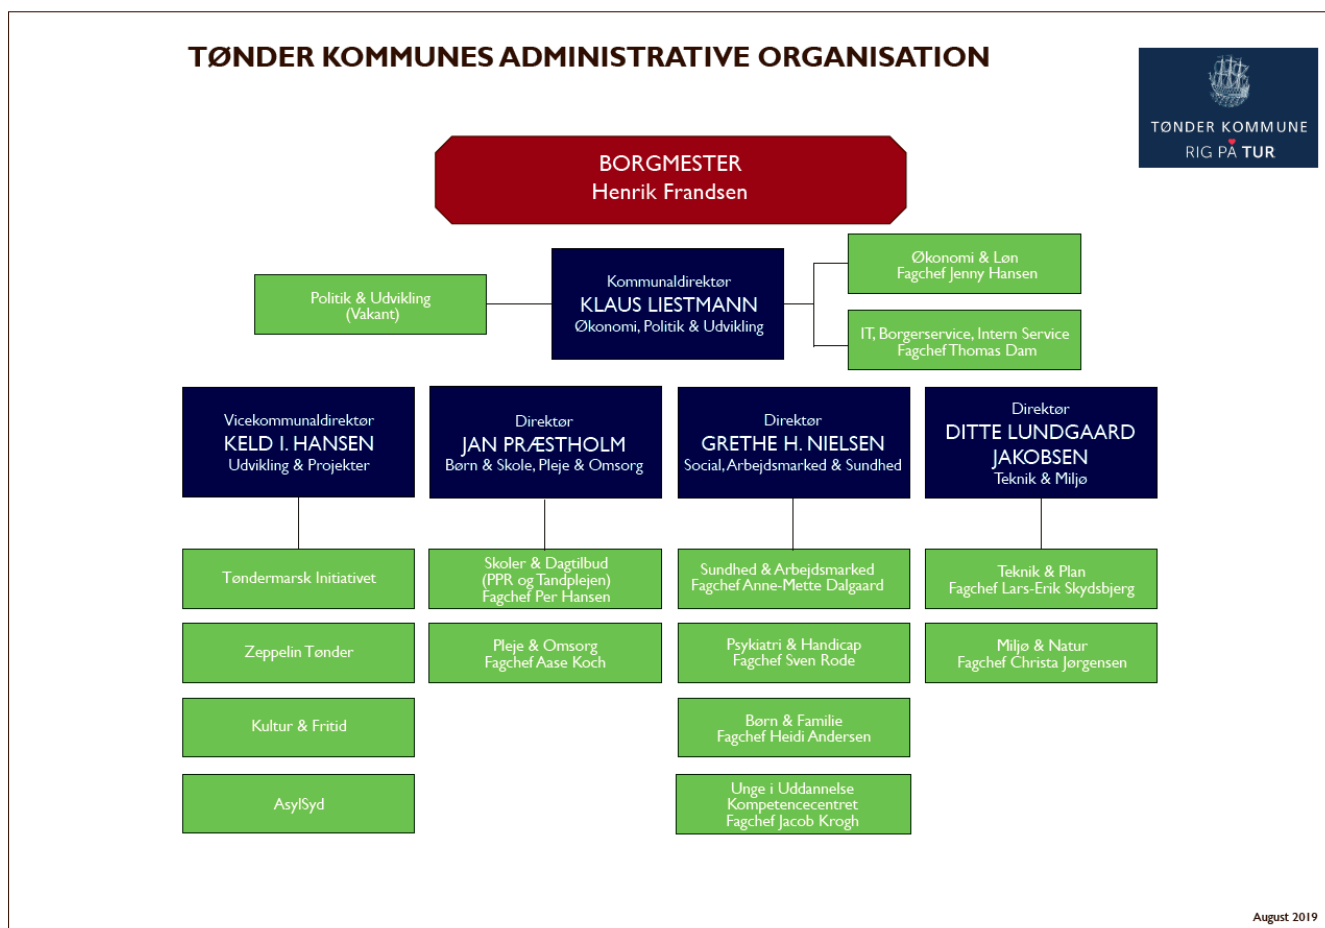 TØNDER KOMMUNES ADMINISTRATIVE ORGANISATION
TØNDER KOMMUNE
RIG PÅ TUR
BORGMESTER
Henrik Frandsen
Politik & Udvikling
(Vakant)
Kommunaldirektør
KLAUS LIESTMANN
Økonomi, Politik & Udvikling
Økonomi & Løn
Fagchef Jenny Hansen
IT, Borgerservice, Intern Service
Fagchef Thomas Dam
Vicekommunaldirektør
KELD I. HANSEN
Udvikling & Projekter
Direktør
JAN PRÆSTHOLM
Børn & Skole, Pleje & Omsorg
Direktør
GRETHE H. NIELSEN
Social, Arbejdsmarked & Sundhed
Direktør
DITTE LUNDGAARD
JAKOBSEN
Teknik & Miljø
Tøndermarsk Initiativet
Zeppelin Tønder
Kultur & Fritid
AsylSyd
Skoler & Dagtilbud
(PPR og Tandplejen)
Fagchef Per Hansen
Pleje & Omsorg
Fagchef Aase Koch
Sundhed & Arbejdsmarked
Fagchef Anne-Mette Dalgaard
Psykiatri & Handicap
Fagchef Sven Rode
Børn & Familie
Fagchef Heidi Andersen
Unge i Uddannelse
Kompetencecentret
Fagchef Jacob Krogh
Teknik & Plan
Fagchef Lars-Erik Skydsbjerg
Miljø & Natur
Fagchef Christa Jørgensen
August 2019